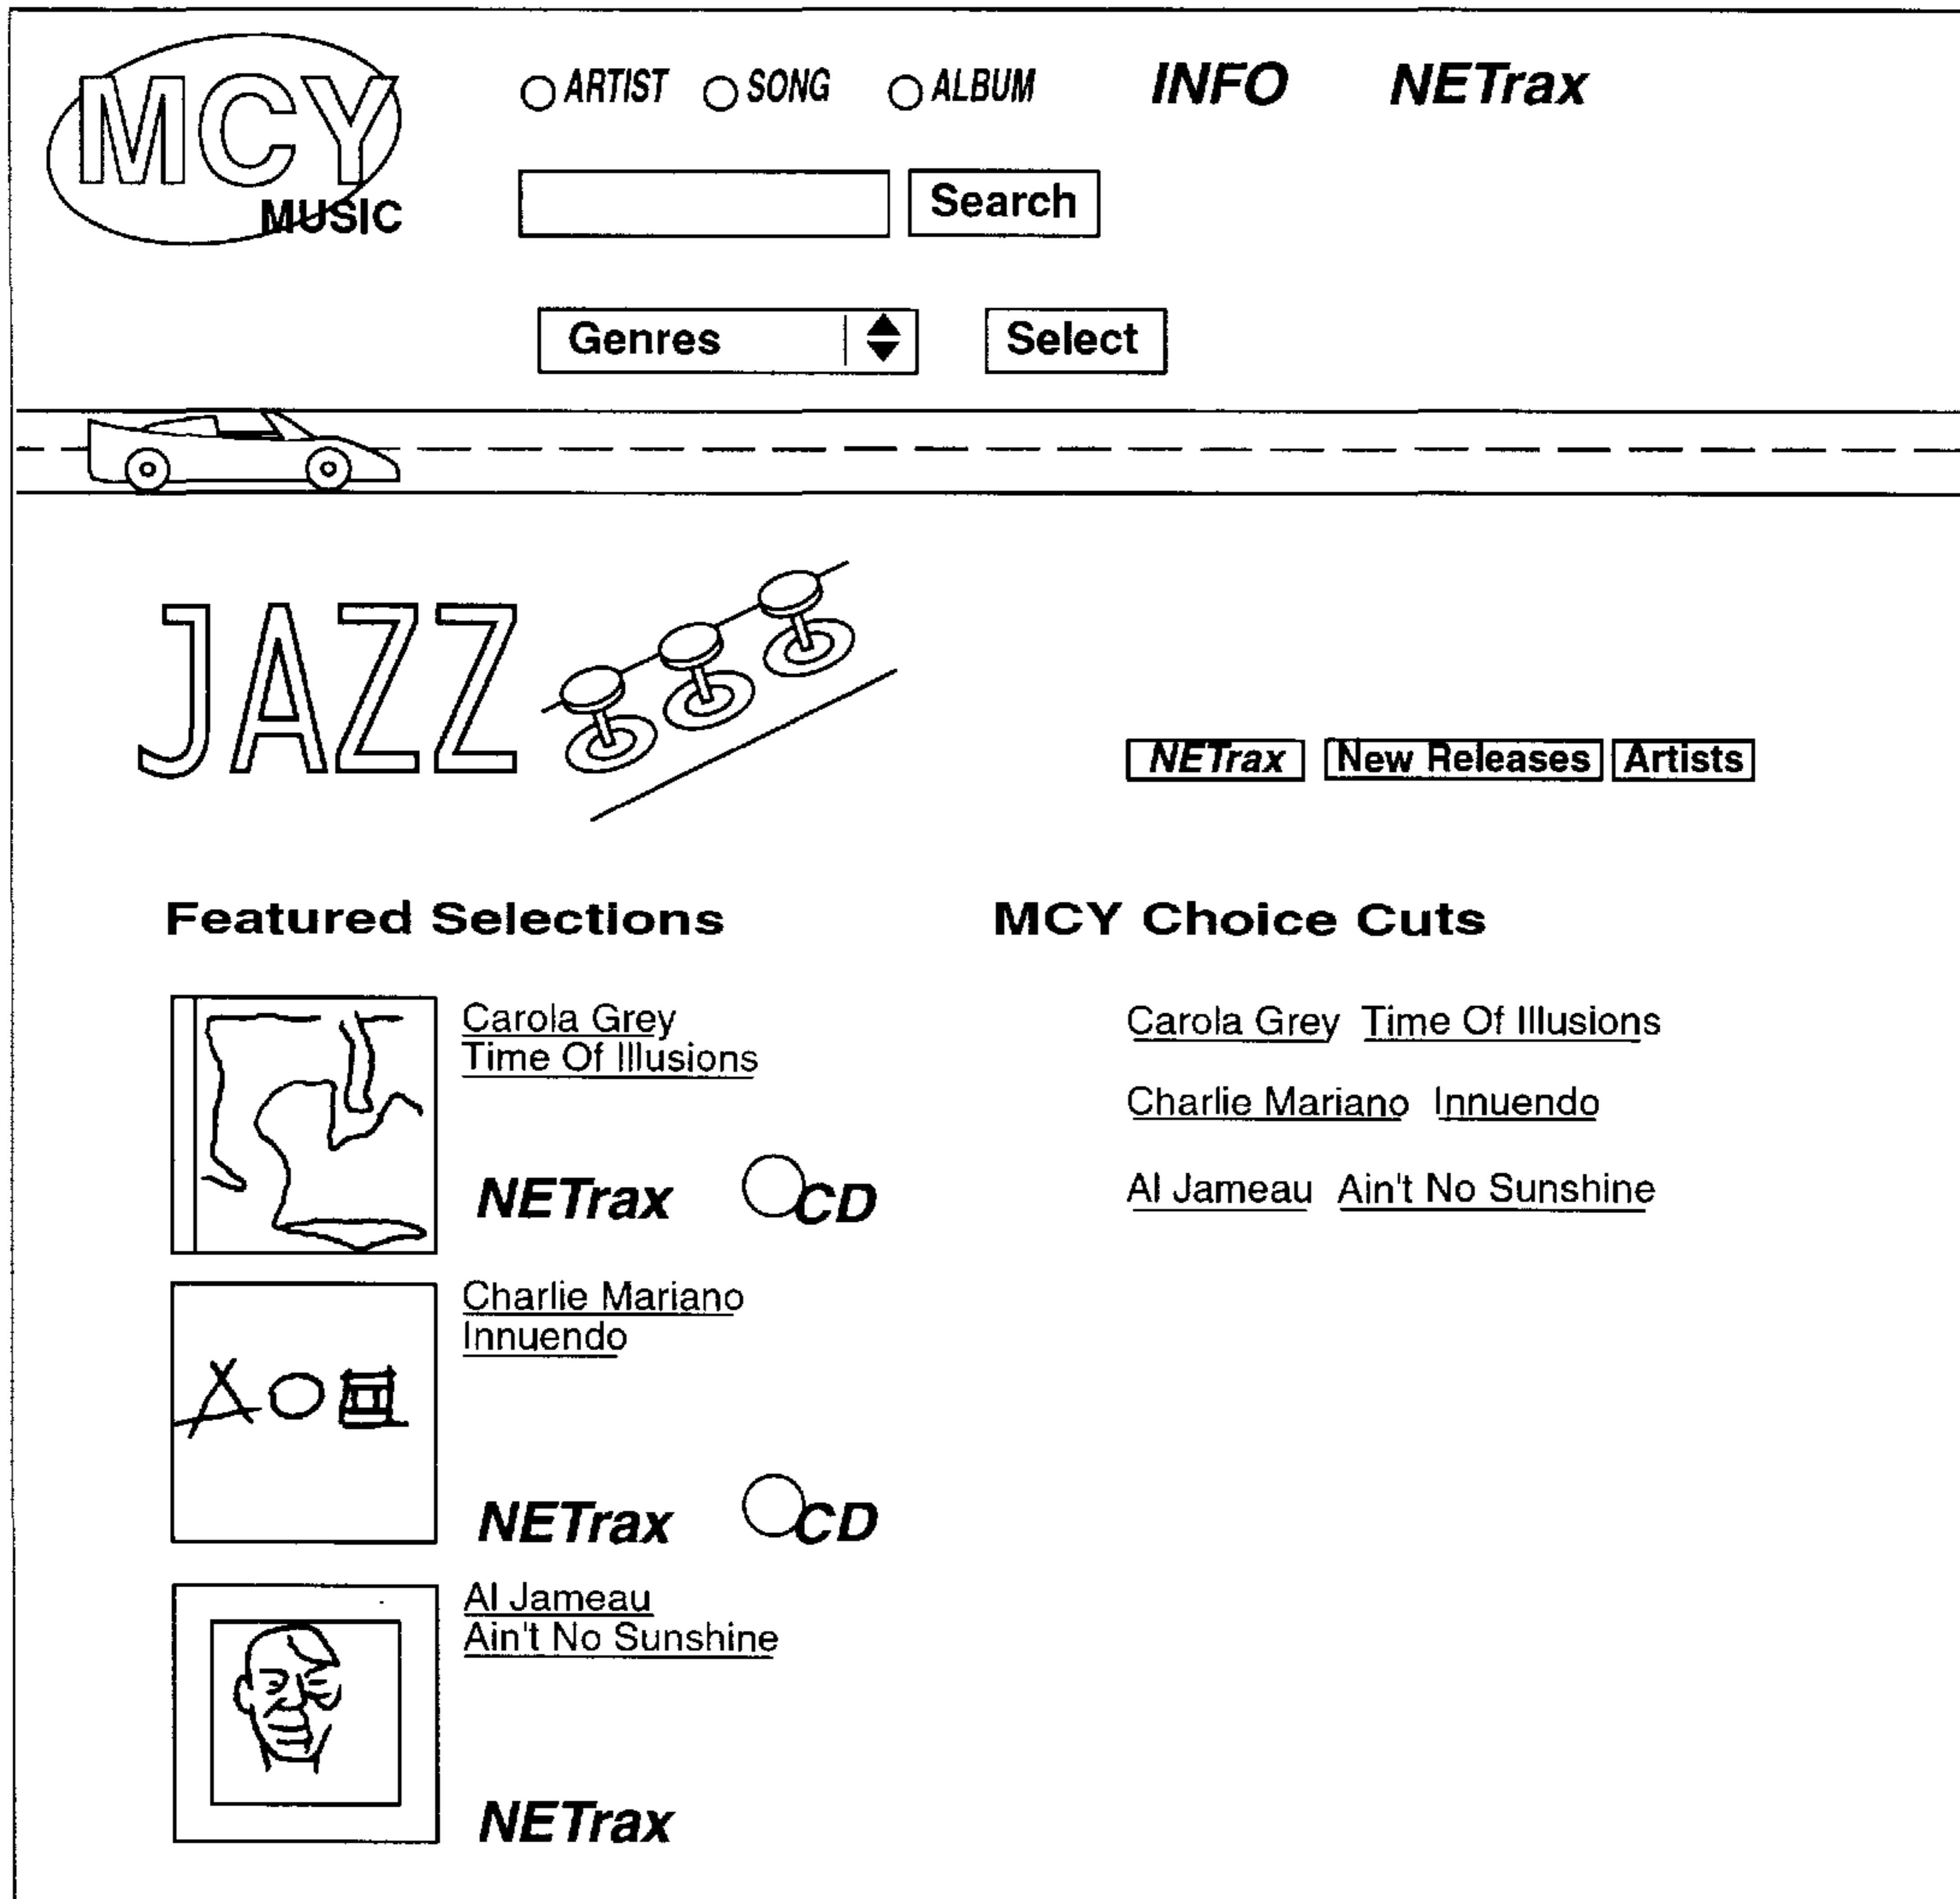 MCY
MUSIC
ARTIST SONG ALBUM INFO NETrax
Search
Genres Select
JAZZ
NETrax New Releases Artists
Featured Selections
Carola Grey
Time Of Illusions
NETrax CD
Charlie Mariano
Innuendo
NETrax CD
Al Jameau
Ain't No Sunshine
NETrax
MCY Choice Cuts
Carola Grey Time Of Illusions
Charlie Mariano Innuendo
Al Jameau Ain't No Sunshine